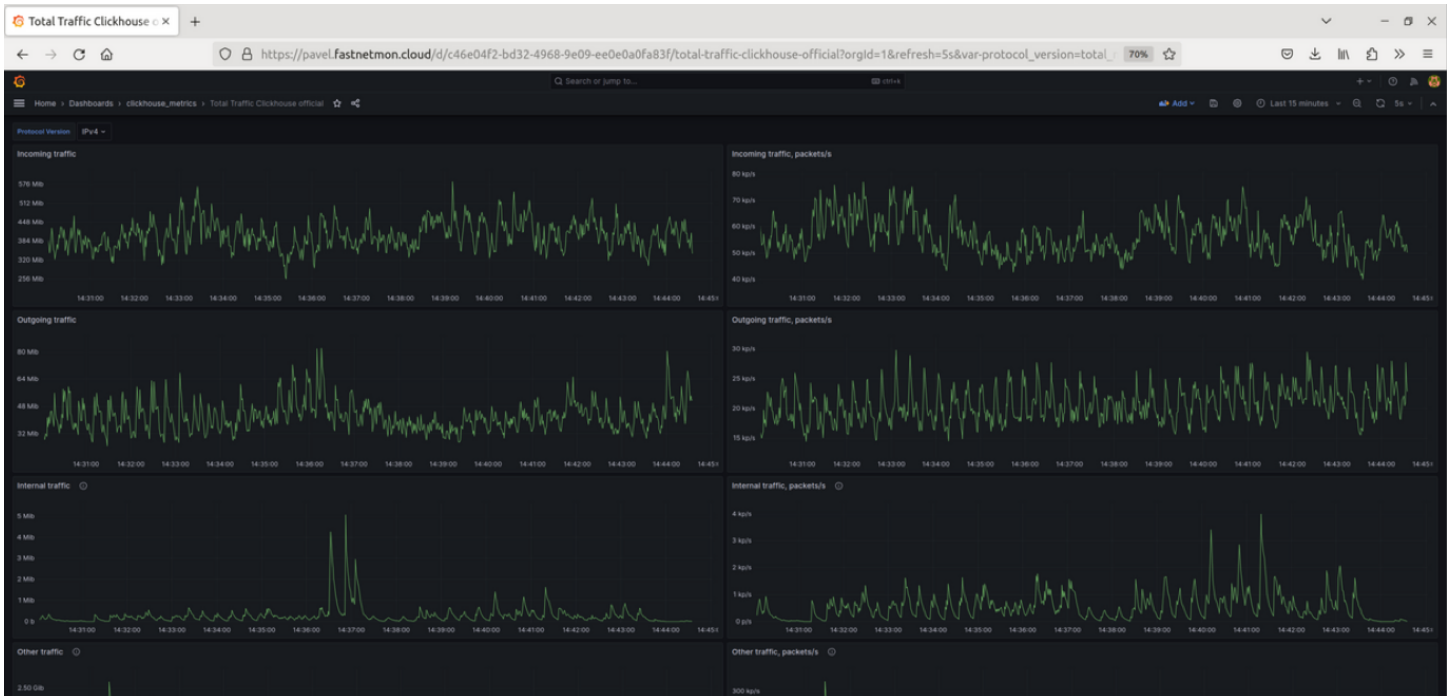 Total Traffic Clickhouse o
https://pavel.fastnetmon.cloud/d/c46e04f2-bd32-4968-9e09-ee0e0a0fa83f/total-traffic-clickhouse-official?orgId=1&refresh=5s&var-protocol_version=total_ 70%
Search or jump to... ctrl+k
Home › Dashboards › clickhouse_metrics › Total Traffic Clickhouse official Add Last 15 minutes 5s
Protocol Version IPv4
Incoming traffic
576 Mib
512 Mib
448 Mib
384 Mib
320 Mib
256 Mib
14:31:00 14:32:00 14:33:00 14:34:00 14:35:00 14:36:00 14:37:00 14:38:00 14:39:00 14:40:00 14:41:00 14:42:00 14:43:00 14:44:00 14:45:
Incoming traffic, packets/s
80 kp/s
70 kp/s
60 kp/s
50 kp/s
40 kp/s
14:31:00 14:32:00 14:33:00 14:34:00 14:35:00 14:36:00 14:37:00 14:38:00 14:39:00 14:40:00 14:41:00 14:42:00 14:43:00 14:44:00 14:45:
Outgoing traffic
80 Mib
64 Mib
48 Mib
32 Mib
14:31:00 14:32:00 14:33:00 14:34:00 14:35:00 14:36:00 14:37:00 14:38:00 14:39:00 14:40:00 14:41:00 14:42:00 14:43:00 14:44:00 14:45:
Outgoing traffic, packets/s
30 kp/s
25 kp/s
20 kp/s
15 kp/s
14:31:00 14:32:00 14:33:00 14:34:00 14:35:00 14:36:00 14:37:00 14:38:00 14:39:00 14:40:00 14:41:00 14:42:00 14:43:00 14:44:00 14:45:
Internal traffic
5 Mib
4 Mib
3 Mib
2 Mib
1 Mib
0 b
14:31:00 14:32:00 14:33:00 14:34:00 14:35:00 14:36:00 14:37:00 14:38:00 14:39:00 14:40:00 14:41:00 14:42:00 14:43:00 14:44:00 14:45:
Internal traffic, packets/s
4 kp/s
3 kp/s
2 kp/s
1 kp/s
0 p/s
14:31:00 14:32:00 14:33:00 14:34:00 14:35:00 14:36:00 14:37:00 14:38:00 14:39:00 14:40:00 14:41:00 14:42:00 14:43:00 14:44:00 14:45:
Other traffic
2.50 Gib
Other traffic, packets/s
300 kp/s